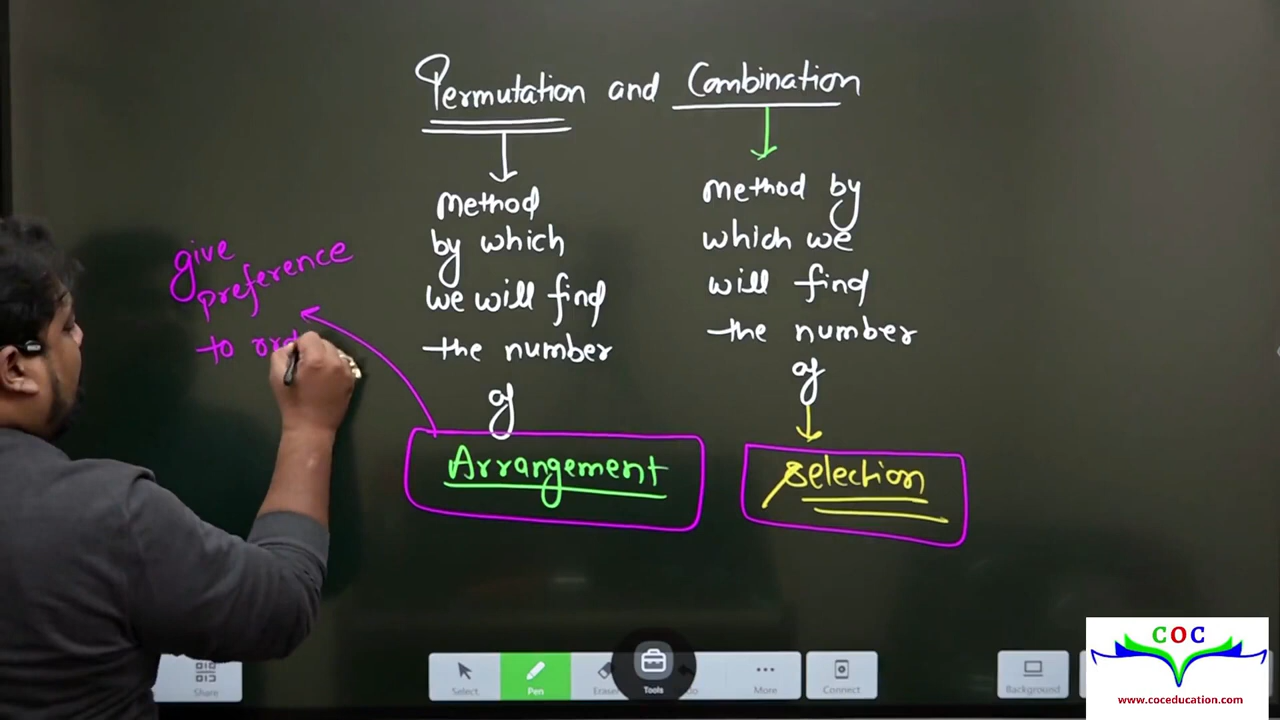 Permutation and Combination
Method
by which
we will find
the number
of
Arrangement
method by
which we
will find
the number
of
selection
give
preference
to ord
Share
Select
Pen
Tools
More
Connect
Background
COC
www.coceducation.com